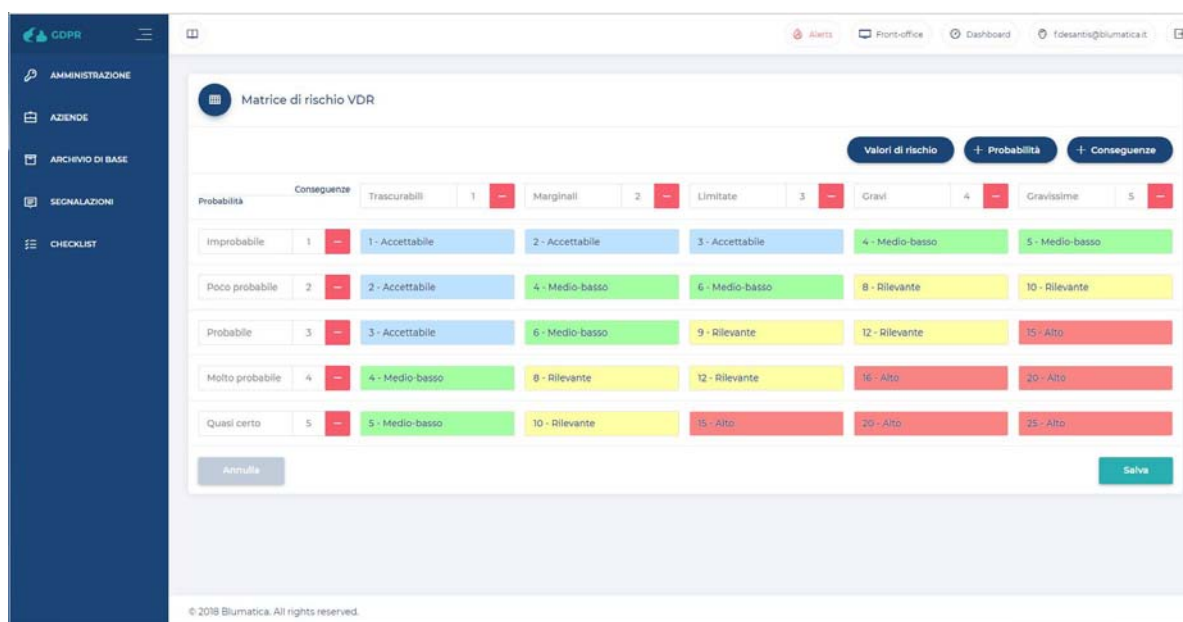 GDPR
Alerts Front-office Dashboard f.desantis@blumatica.it
AMMINISTRAZIONE
AZIENDE
ARCHIVIO DI BASE
SEGNALAZIONI
CHECKLIST
Matrice di rischio VDR
Valori di rischio + Probabilità + Conseguenze
Conseguenze
Probabilità
Trascurabili 1 Marginali 2 Limitate 3 Gravi 4 Gravissime 5
Improbabile 1 1 - Accettabile 2 - Accettabile 3 - Accettabile 4 - Medio-basso 5 - Medio-basso
Poco probabile 2 2 - Accettabile 4 - Medio-basso 6 - Medio-basso 8 - Rilevante 10 - Rilevante
Probabile 3 3 - Accettabile 6 - Medio-basso 9 - Rilevante 12 - Rilevante 15 - Alto
Molto probabile 4 4 - Medio-basso 8 - Rilevante 12 - Rilevante 16 - Alto 20 - Alto
Quasi certo 5 5 - Medio-basso 10 - Rilevante 15 - Alto 20 - Alto 25 - Alto
Annulla Salva
© 2018 Blumatica. All rights reserved.